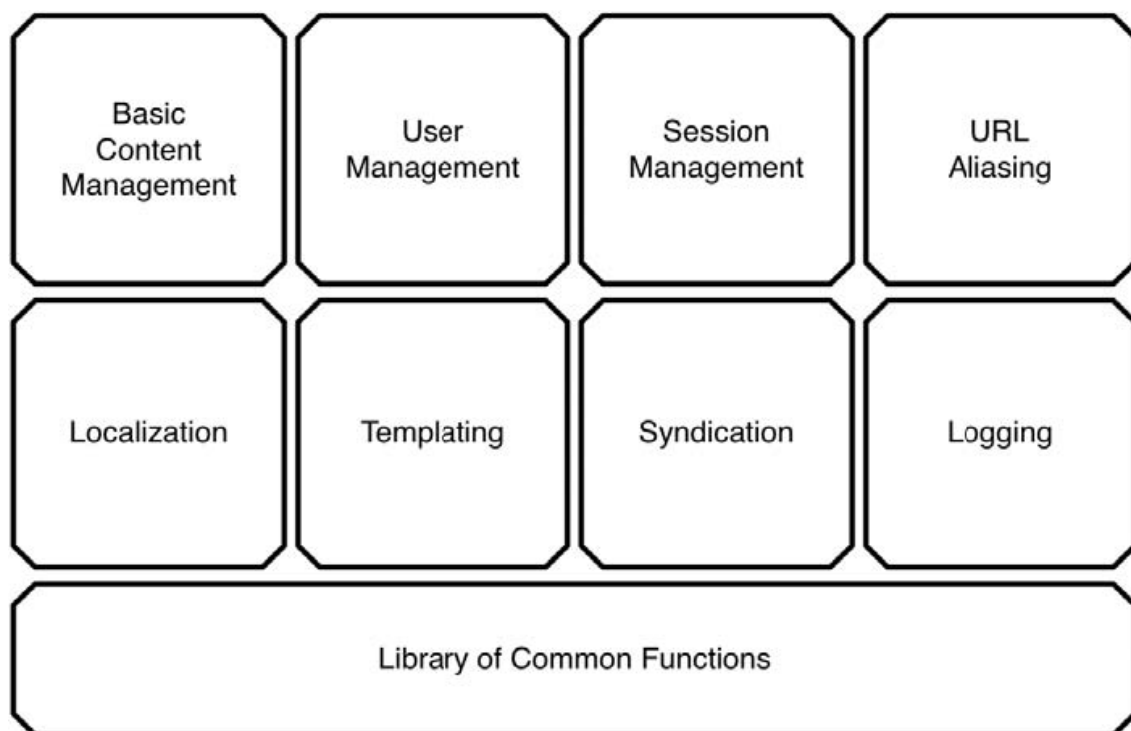 Basic
Content
Management
User
Management
Session
Management
URL
Aliasing
Localization
Templating
Syndication
Logging
Library of Common Functions